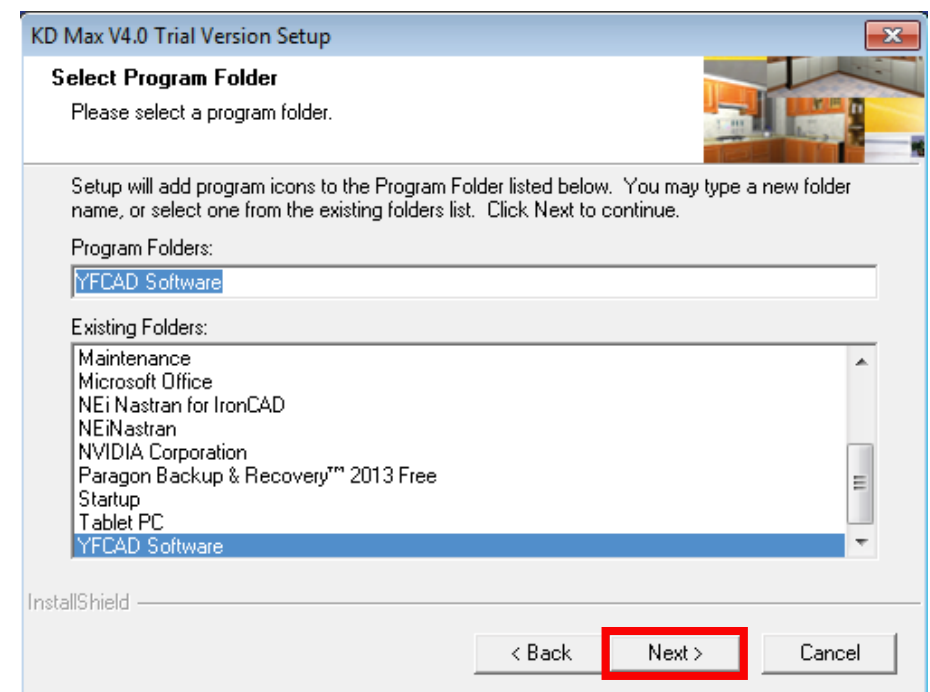 KD Max V4.0 Trial Version Setup
Select Program Folder
Please select a program folder.
Setup will add program icons to the Program Folder listed below. You may type a new folder
name, or select one from the existing folders list. Click Next to continue.
Program Folders:
YFCAD Software
Existing Folders:
Maintenance
Microsoft Office
NEi Nastran for IronCAD
NEiNastran
NVIDIA Corporation
Paragon Backup & Recovery™ 2013 Free
Startup
Tablet PC
YFCAD Software
InstallShield
< Back
Next >
Cancel